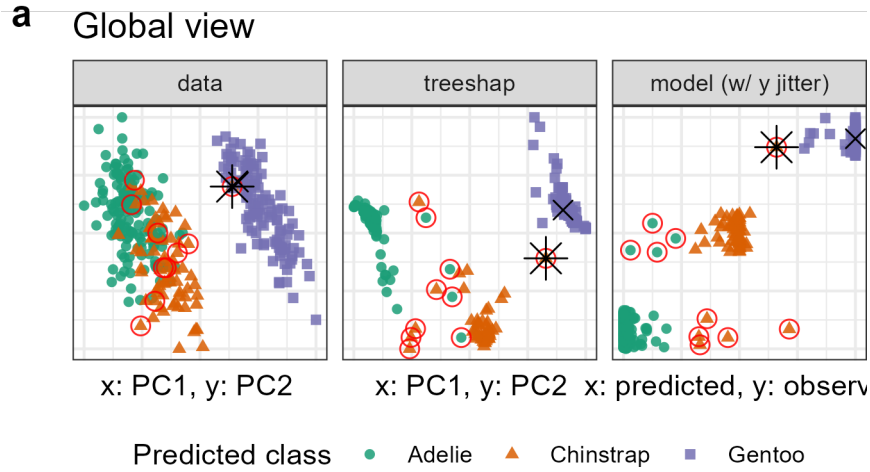 a
Global view
data treeshap model (w/ y jitter)
x: PC1, y: PC2 x: PC1, y: PC2 x: predicted, y: observ
Predicted class Adelie Chinstrap Gentoo